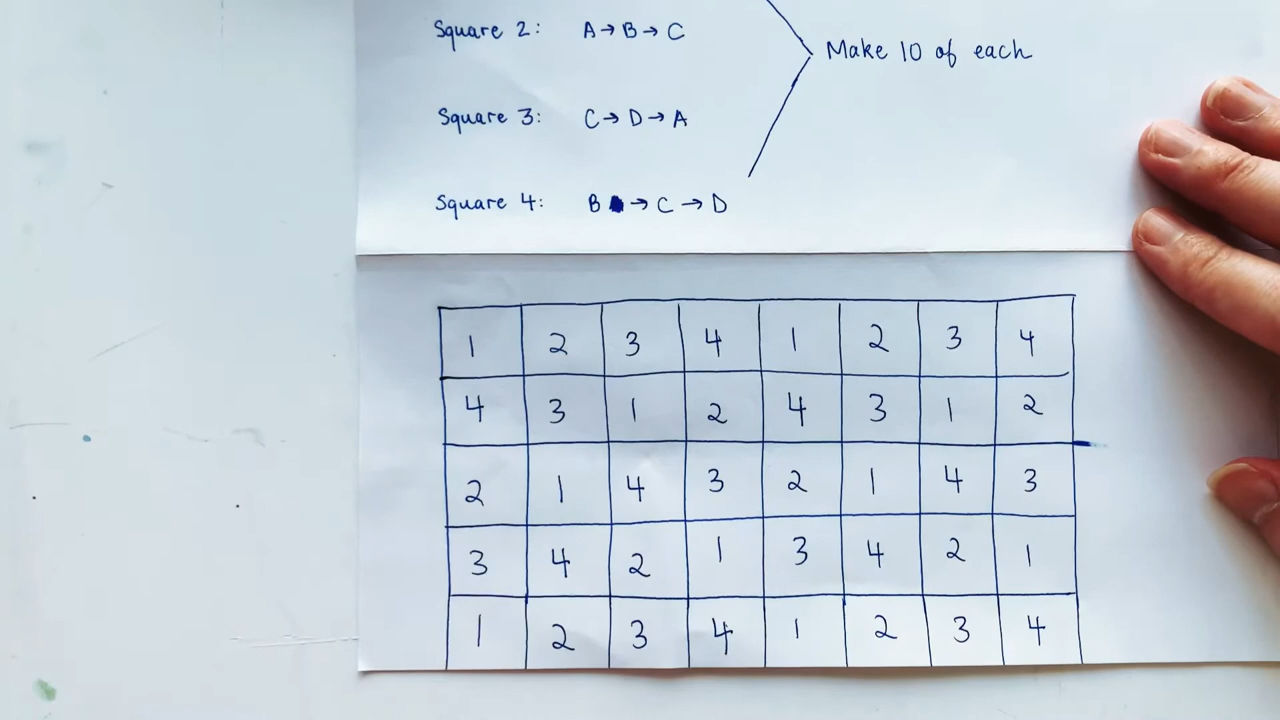 Square 2: A→B→C
Make 10 of each
Square 3: C→D→A
Square 4: B →C→D
1 2 3 4 1 2 3 4
4 3 1 2 4 3 1 2
2 1 4 3 2 1 4 3
3 4 2 1 3 4 2 1
1 2 3 4 1 2 3 4